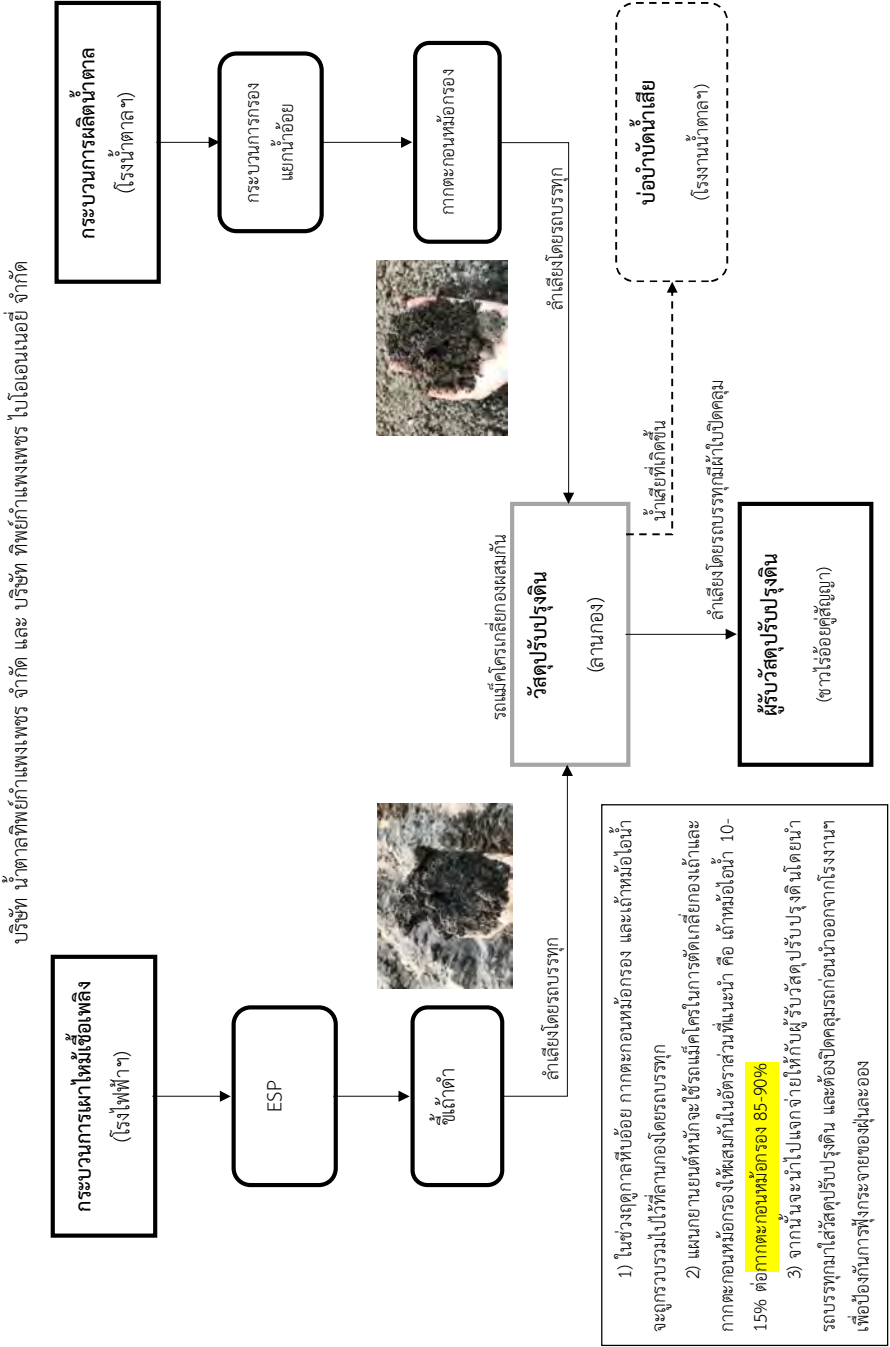 บริษัท น้ำตาลทิพย์กำแพงเพชร จำกัด และ บริษัท ทิพย์กำแพงเพชร ไบโอเอนเนอยี่ จำกัด
กระบวนการเผาไหม้เชื้อเพลิง
(โรงไฟฟ้าฯ)
ESP
ขี้เถ้าดำ
ลำเลียงโดยรถบรรทุก
กระบวนการผลิตน้ำตาล
(โรงน้ำตาลฯ)
กระบวนการกรอง
แยกน้ำอ้อย
กากตะกอนหม้อกรอง
ลำเลียงโดยรถบรรทุก
รถแม็คโครเกลี่ยกองผสมกัน
วัสดุปรับปรุงดิน
(ลานกอง)
น้ำเสียที่เกิดขึ้น
บ่อบำบัดน้ำเสีย
(โรงงานน้ำตาลฯ)
ลำเลียงโดยรถบรรทุกมีผ้าใบปิดคลุม
ผู้รับวัสดุปรับปรุงดิน
(ชาวไร่อ้อยคู่สัญญา)
1) ในช่วงฤดูกาลหีบอ้อย กากตะกอนหม้อกรอง และเถ้าหม้อไอน้ำ
จะถูกรวบรวมไปไว้ที่ลานกองโดยรถบรรทุก
2) แผนกยานยนต์หนักจะใช้รถแม็คโครในการตัดเกลี่ยกองเถ้าและ
กากตะกอนหม้อกรองให้ผสมกันในอัตราส่วนที่แนะนำ คือ เถ้าหม้อไอน้ำ 10-
15% ต่อกากตะกอนหม้อกรอง 85-90%
3) จากนั้นจะนำไปแจกจ่ายให้กับผู้รับวัสดุปรับปรุงดินโดยนำ
รถบรรทุกมาใส่วัสดุปรับปรุงดิน และต้องปิดคลุมรถก่อนนำออกจากโรงงานฯ
เพื่อป้องกันการฟุ้งกระจายของฝุ่นละออง